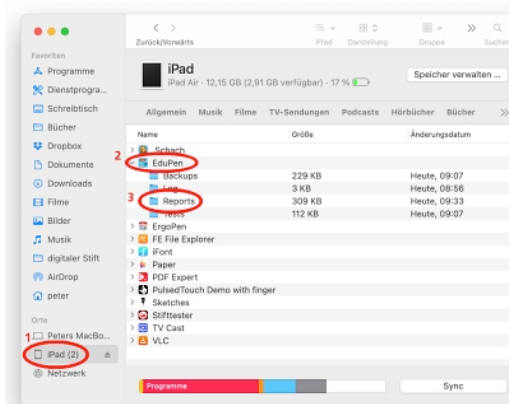 Zurück/Vorwärts Pfad Darstellung Gruppe Suchen
Favoriten
Programme
Dienstprogra...
Schreibtisch
Bücher
Dropbox
Dokumente
Downloads
Filme
Bilder
Musik
digitaler Stift
AirDrop
peter
Orte
1 Peters MacBo...
iPad (2)
Netzwerk
iPad
iPad Air · 12,15 GB (2,91 GB verfügbar) · 17 %
Speicher verwalten ...
Allgemein Musik Filme TV-Sendungen Podcasts Hörbücher Bücher
Name Größe Änderungsdatum
Schach
2 EduPen
Backups 229 KB Heute, 09:07
Log 3 KB Heute, 08:56
3 Reports 309 KB Heute, 09:33
Tests 112 KB Heute, 09:07
ErgoPen
FE File Explorer
iFont
Paper
PDF Expert
PulsedTouch Demo with finger
Sketches
Stifttester
TV Cast
VLC
Programme
Sync